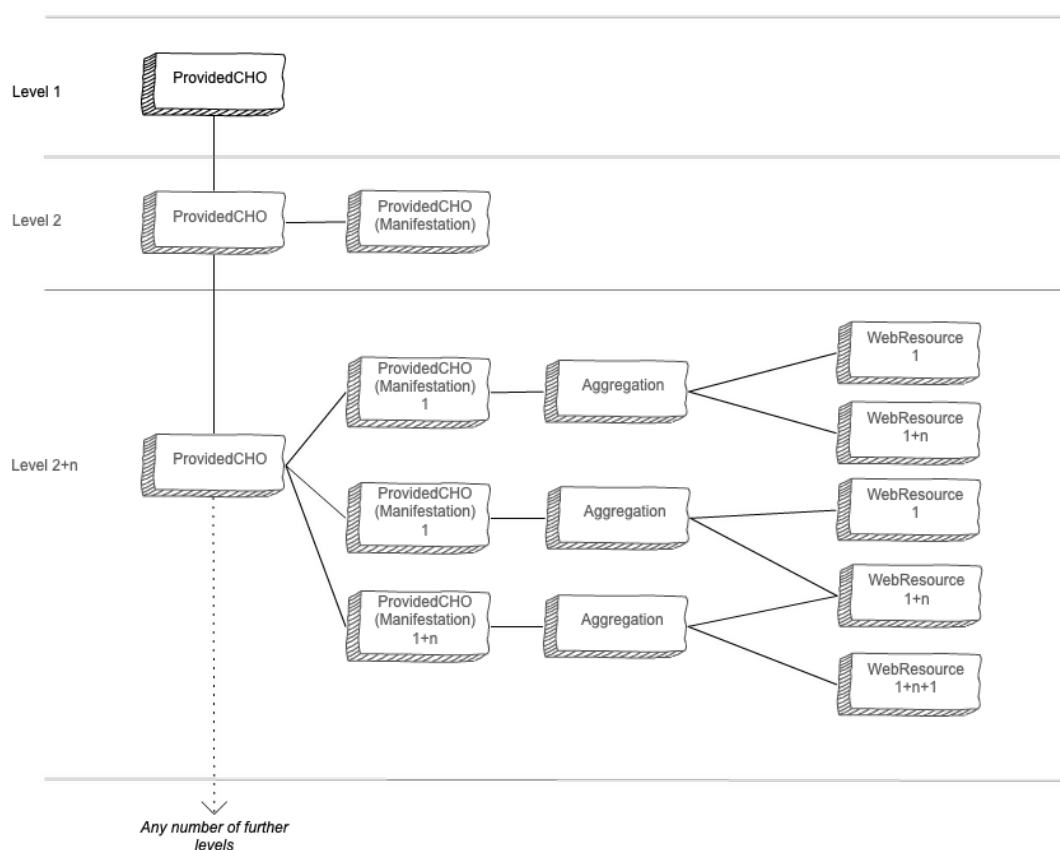 Level 1
ProvidedCHO
Level 2
ProvidedCHO
ProvidedCHO
(Manifestation)
Level 2+n
ProvidedCHO
ProvidedCHO
(Manifestation)
1
Aggregation
WebResource
1
WebResource
1+n
ProvidedCHO
(Manifestation)
1
Aggregation
WebResource
1
WebResource
1+n
ProvidedCHO
(Manifestation)
1+n
Aggregation
WebResource
1+n+1
Any number of further
levels